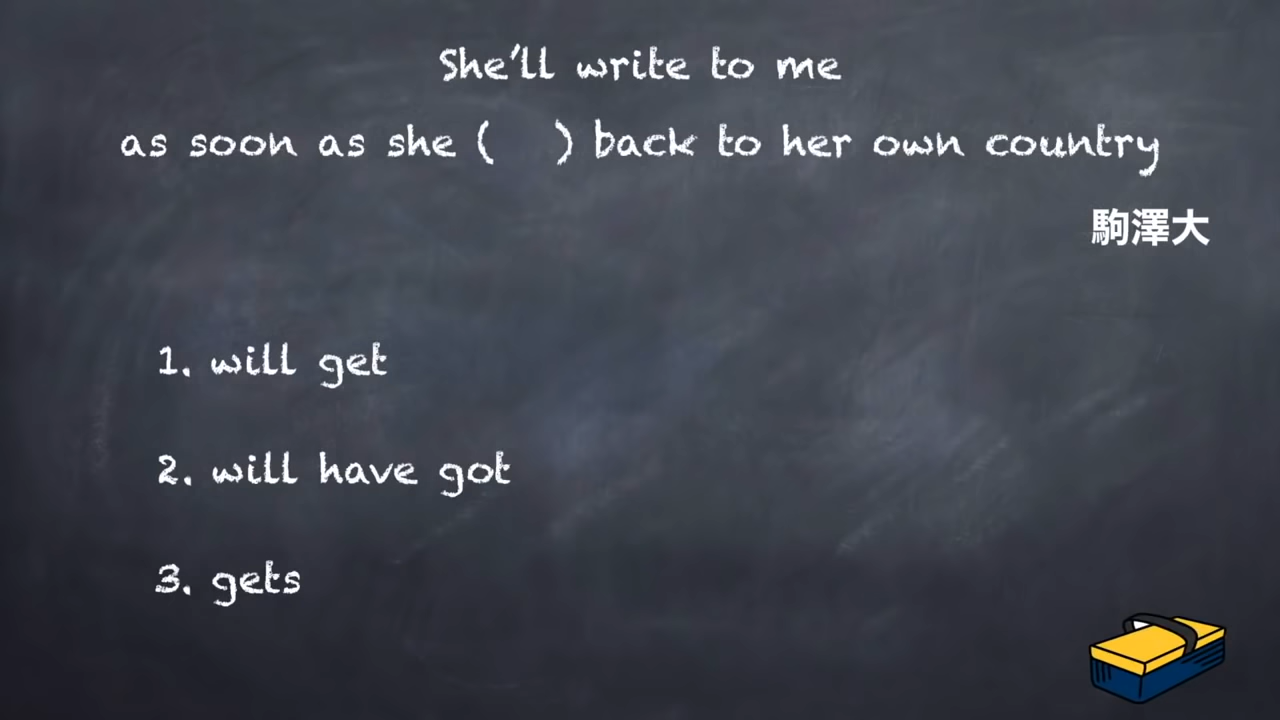 She'll write to me
as soon as she (    ) back to her own country
駒澤大
1. will get
2. will have got
3. gets